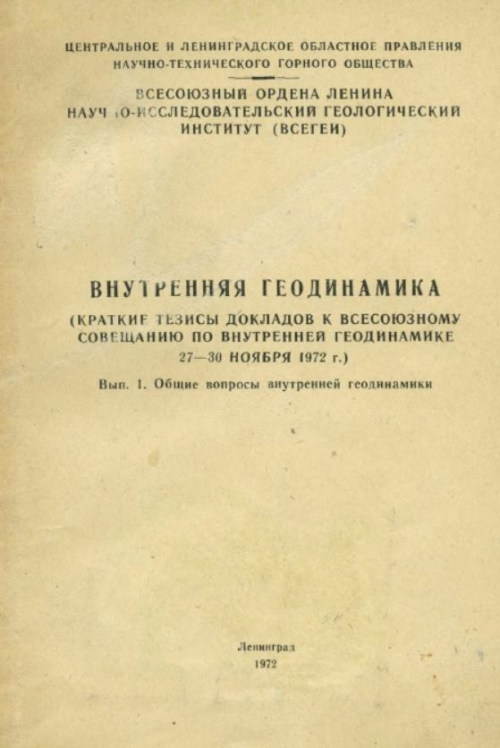 ЦЕНТРАЛЬНОЕ И ЛЕНИНГРАДСКОЕ ОБЛАСТНОЕ ПРАВЛЕНИЯ
НАУЧНО-ТЕХНИЧЕСКОГО ГОРНОГО ОБЩЕСТВА
ВСЕСОЮЗНЫЙ ОРДЕНА ЛЕНИНА
НАУЧНО-ИССЛЕДОВАТЕЛЬСКИЙ ГЕОЛОГИЧЕСКИЙ
ИНСТИТУТ (ВСЕГЕИ)
ВНУТРЕННЯЯ ГЕОДИНАМИКА
(КРАТКИЕ ТЕЗИСЫ ДОКЛАДОВ К ВСЕСОЮЗНОМУ
СОВЕЩАНИЮ ПО ВНУТРЕННЕЙ ГЕОДИНАМИКЕ
27—30 НОЯБРЯ 1972 г.)
Вып. 1. Общие вопросы внутренней геодинамики
Ленинград
1972